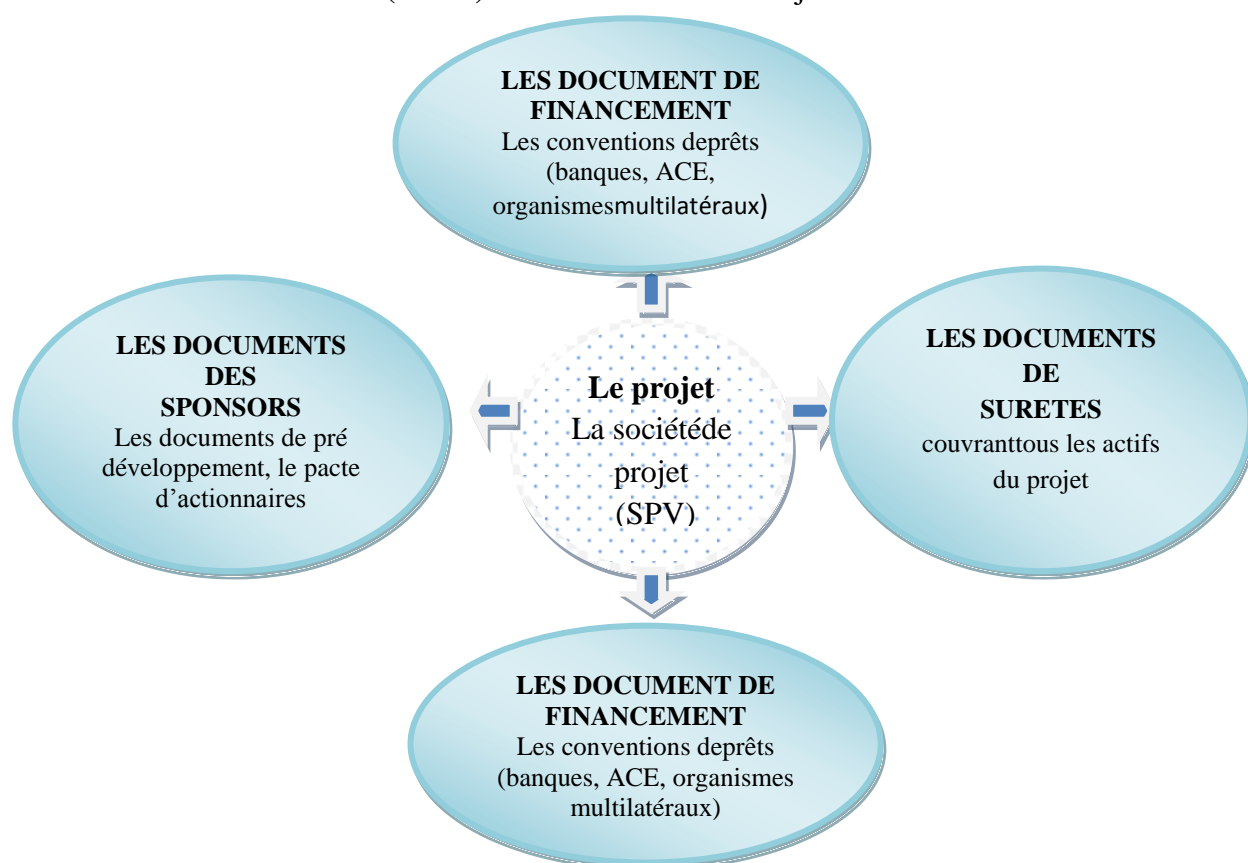 LES DOCUMENT DE
FINANCEMENT
Les conventions deprêts
(banques, ACE,
organismesmultilatéraux)
LES DOCUMENTS
DES
SPONSORS
Les documents de pré
développement, le pacte
d’actionnaires
Le projet
La sociétéde
projet
(SPV)
LES DOCUMENTS
DE
SURETES
couvranttous les actifs
du projet
LES DOCUMENT DE
FINANCEMENT
Les conventions deprêts
(banques, ACE, organismes
multilatéraux)